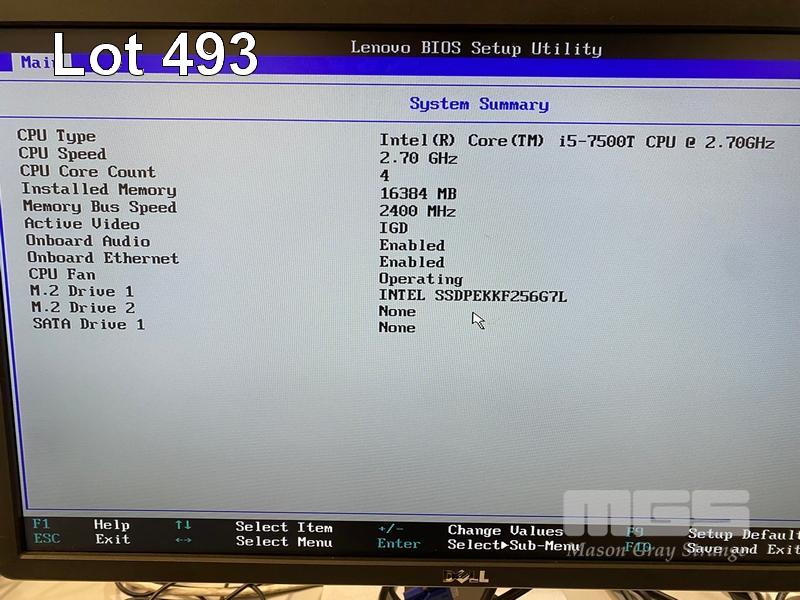 Lot 493
Lenovo BIOS Setup Utility
Main
System Summary
CPU Type Intel(R) Core(TM) i5-7500T CPU @ 2.70GHz
CPU Speed 2.70 GHz
CPU Core Count 4
Installed Memory 16384 MB
Memory Bus Speed 2400 MHz
Active Video IGD
Onboard Audio Enabled
Onboard Ethernet Enabled
CPU Fan Operating
M.2 Drive 1 INTEL SSDPEKKF256G7L
M.2 Drive 2 None
SATA Drive 1 None
F1 Help ↑↓ Select Item +/- Change Values F9 Setup Default
ESC Exit ←→ Select Menu Enter Select▶Sub-Menu F10 Save and Exit
MGS
Mason Gray Strange
DELL